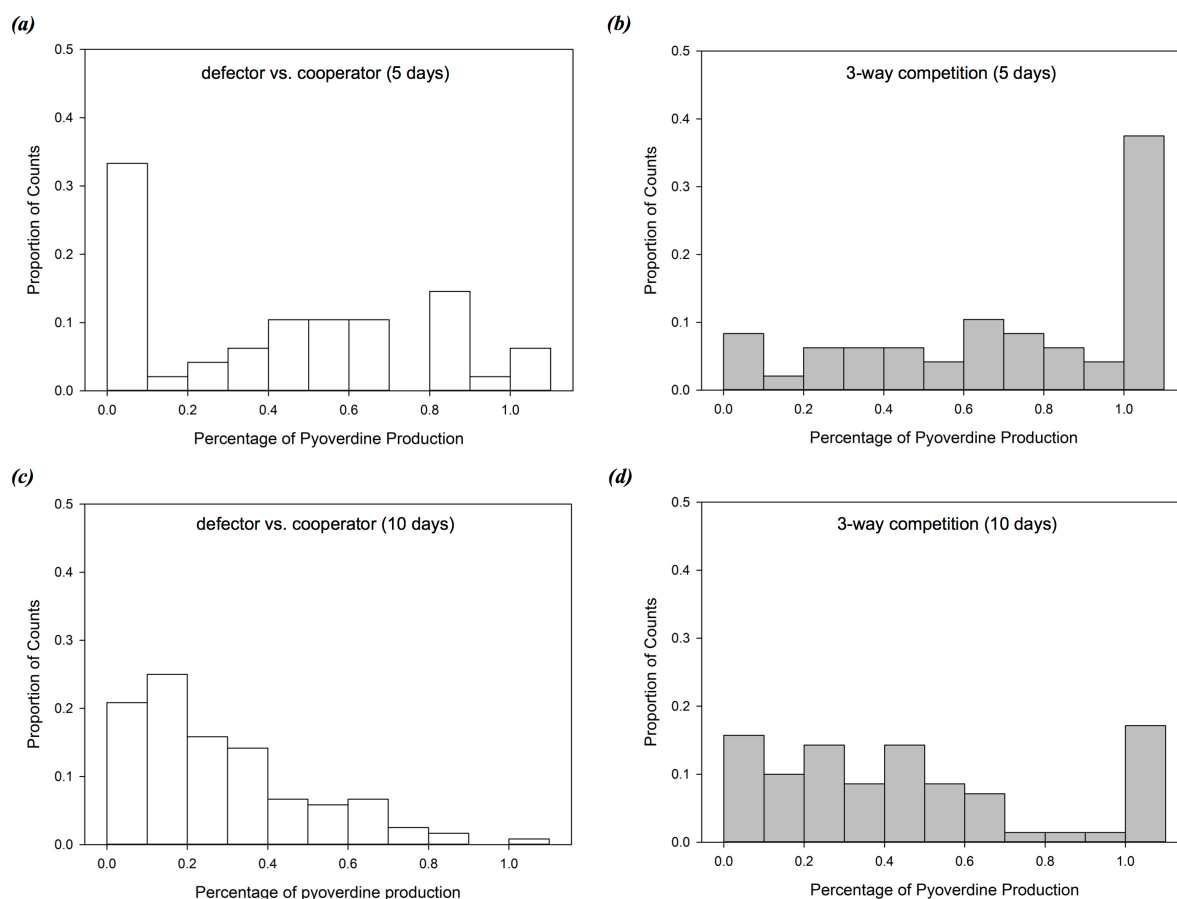 (a)
defector vs. cooperator (5 days)
Proportion of Counts
0.5
0.4
0.3
0.2
0.1
0.0
0.0 0.2 0.4 0.6 0.8 1.0
Percentage of Pyoverdine Production
(b)
3-way competition (5 days)
Proportion of Counts
0.5
0.4
0.3
0.2
0.1
0.0
0.0 0.2 0.4 0.6 0.8 1.0
Percentage of Pyoverdine Production
(c)
defector vs. cooperator (10 days)
Proportion of Counts
0.5
0.4
0.3
0.2
0.1
0.0
0.0 0.2 0.4 0.6 0.8 1.0
Percentage of pyoverdine production
(d)
3-way competition (10 days)
Proportion of Counts
0.5
0.4
0.3
0.2
0.1
0.0
0.0 0.2 0.4 0.6 0.8 1.0
Percentage of Pyoverdine Production